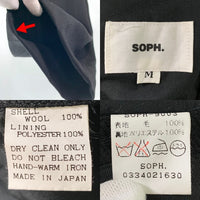 SOPH.
M
SHELL
WOOL 100%
LINING
POLYESTER 100%
DRY CLEAN ONLY
DO NOT BLEACH
HAND-WARM IRON
MADE IN JAPAN
表生地 毛 100%
裏地 ポリエステル 100%
SOPH.
0334021630